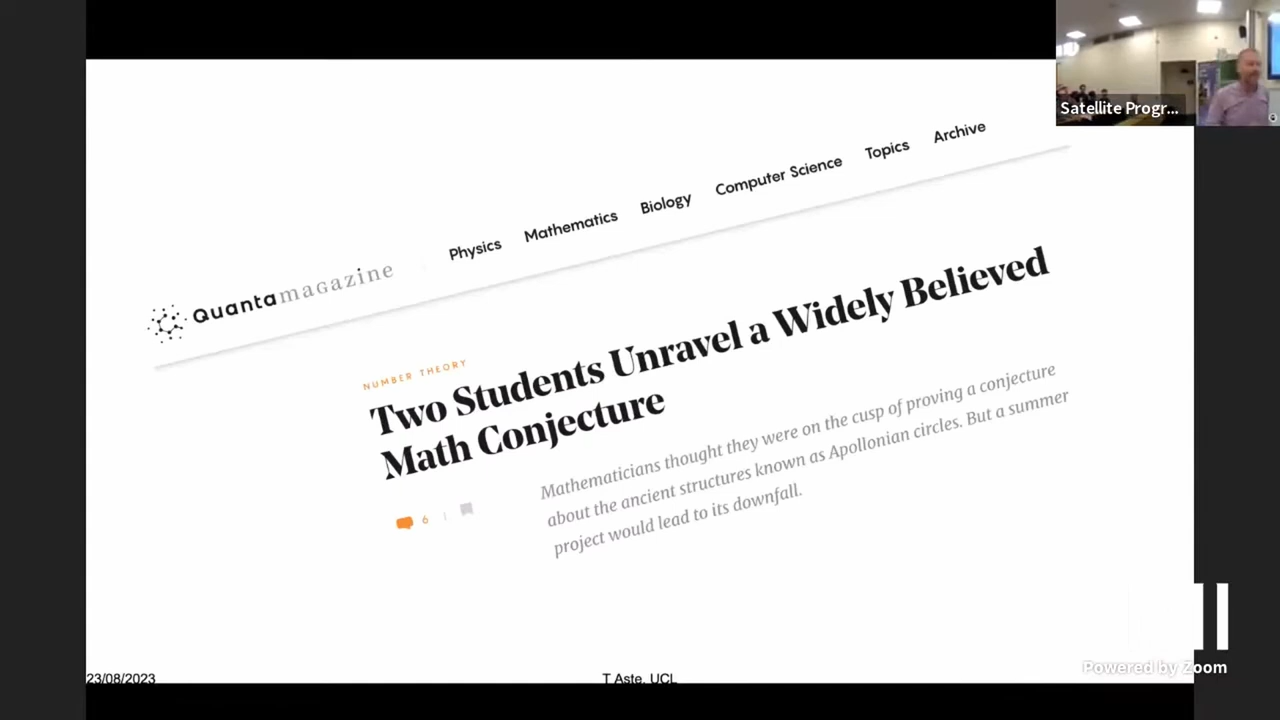 Satellite Progr...
Quantamagazine
Physics Mathematics Biology Computer Science Topics Archive
NUMBER THEORY
Two Students Unravel a Widely Believed
Math Conjecture
6
Mathematicians thought they were on the cusp of proving a conjecture
about the ancient structures known as Apollonian circles. But a summer
project would lead to its downfall.
23/08/2023
T Aste, UCL
Powered by Zoom